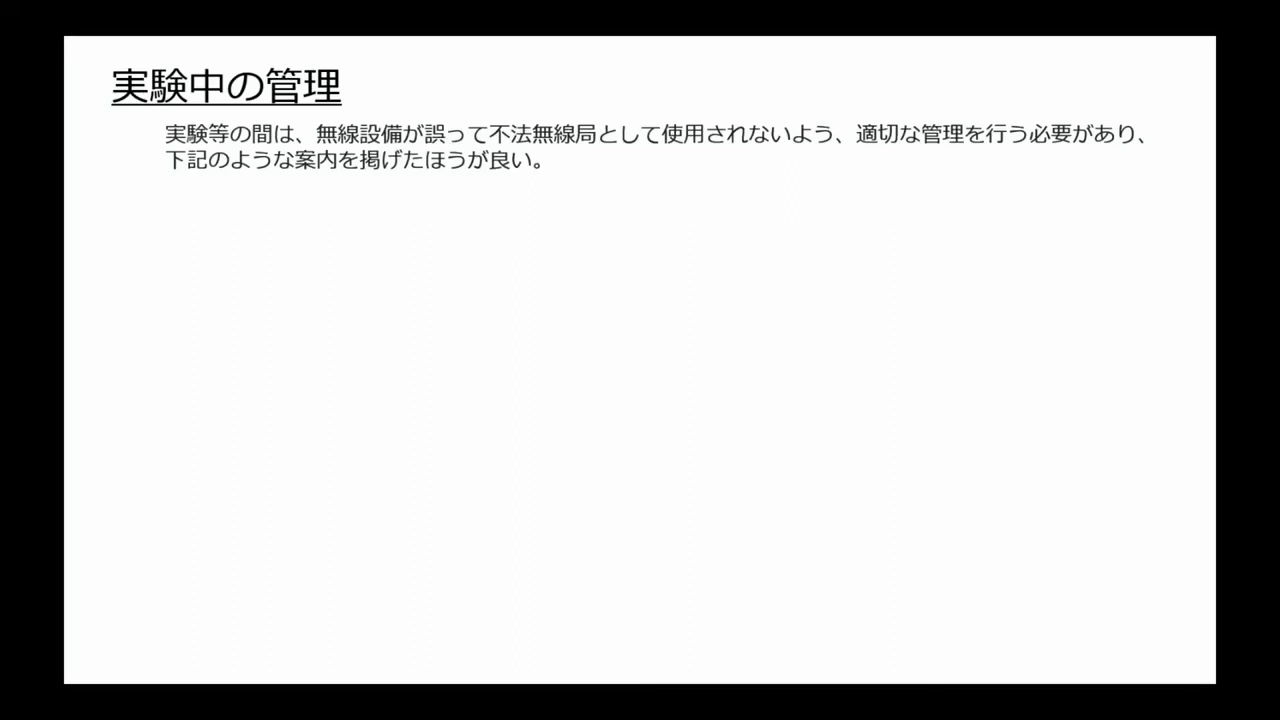 実験中の管理
実験等の間は、無線設備が誤って不法無線局として使用されないよう、適切な管理を行う必要があり、
下記のような案内を掲げたほうが良い。